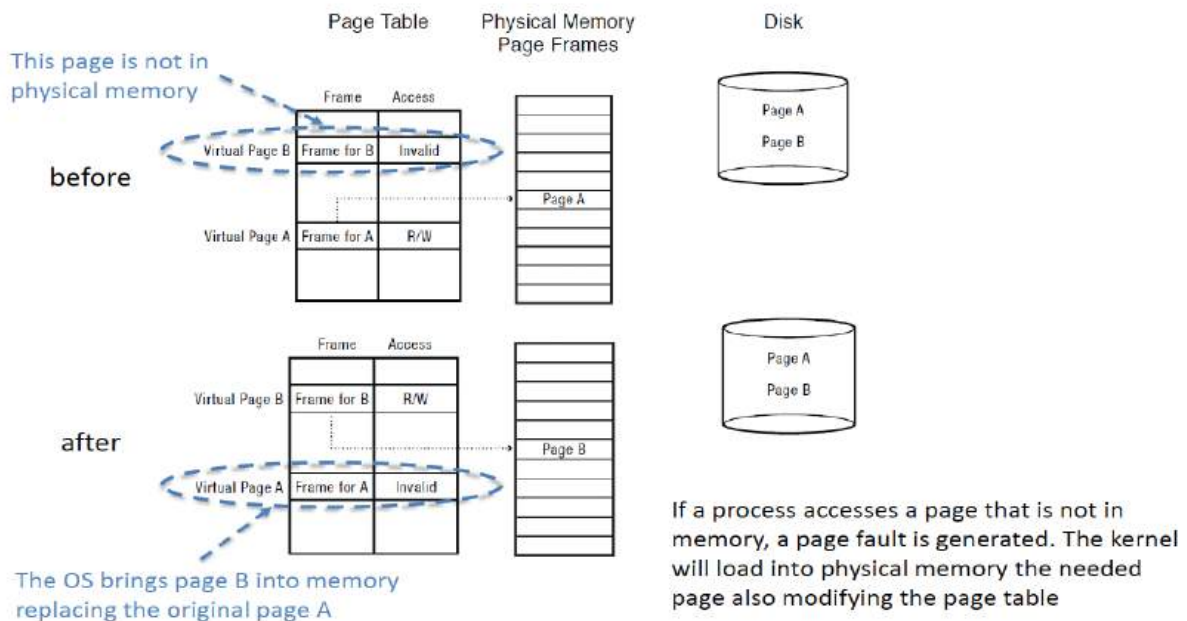 Page Table
Physical Memory
Page Frames
Disk
This page is not in
physical memory
Frame Access
Virtual Page B Frame for B Invalid
before
Page A
Virtual Page A Frame for A R/W
Page A
Page B
Frame Access
Virtual Page B Frame for B R/W
after
Page B
Virtual Page A Frame for A Invalid
Page A
Page B
The OS brings page B into memory
replacing the original page A
If a process accesses a page that is not in
memory, a page fault is generated. The kernel
will load into physical memory the needed
page also modifying the page table